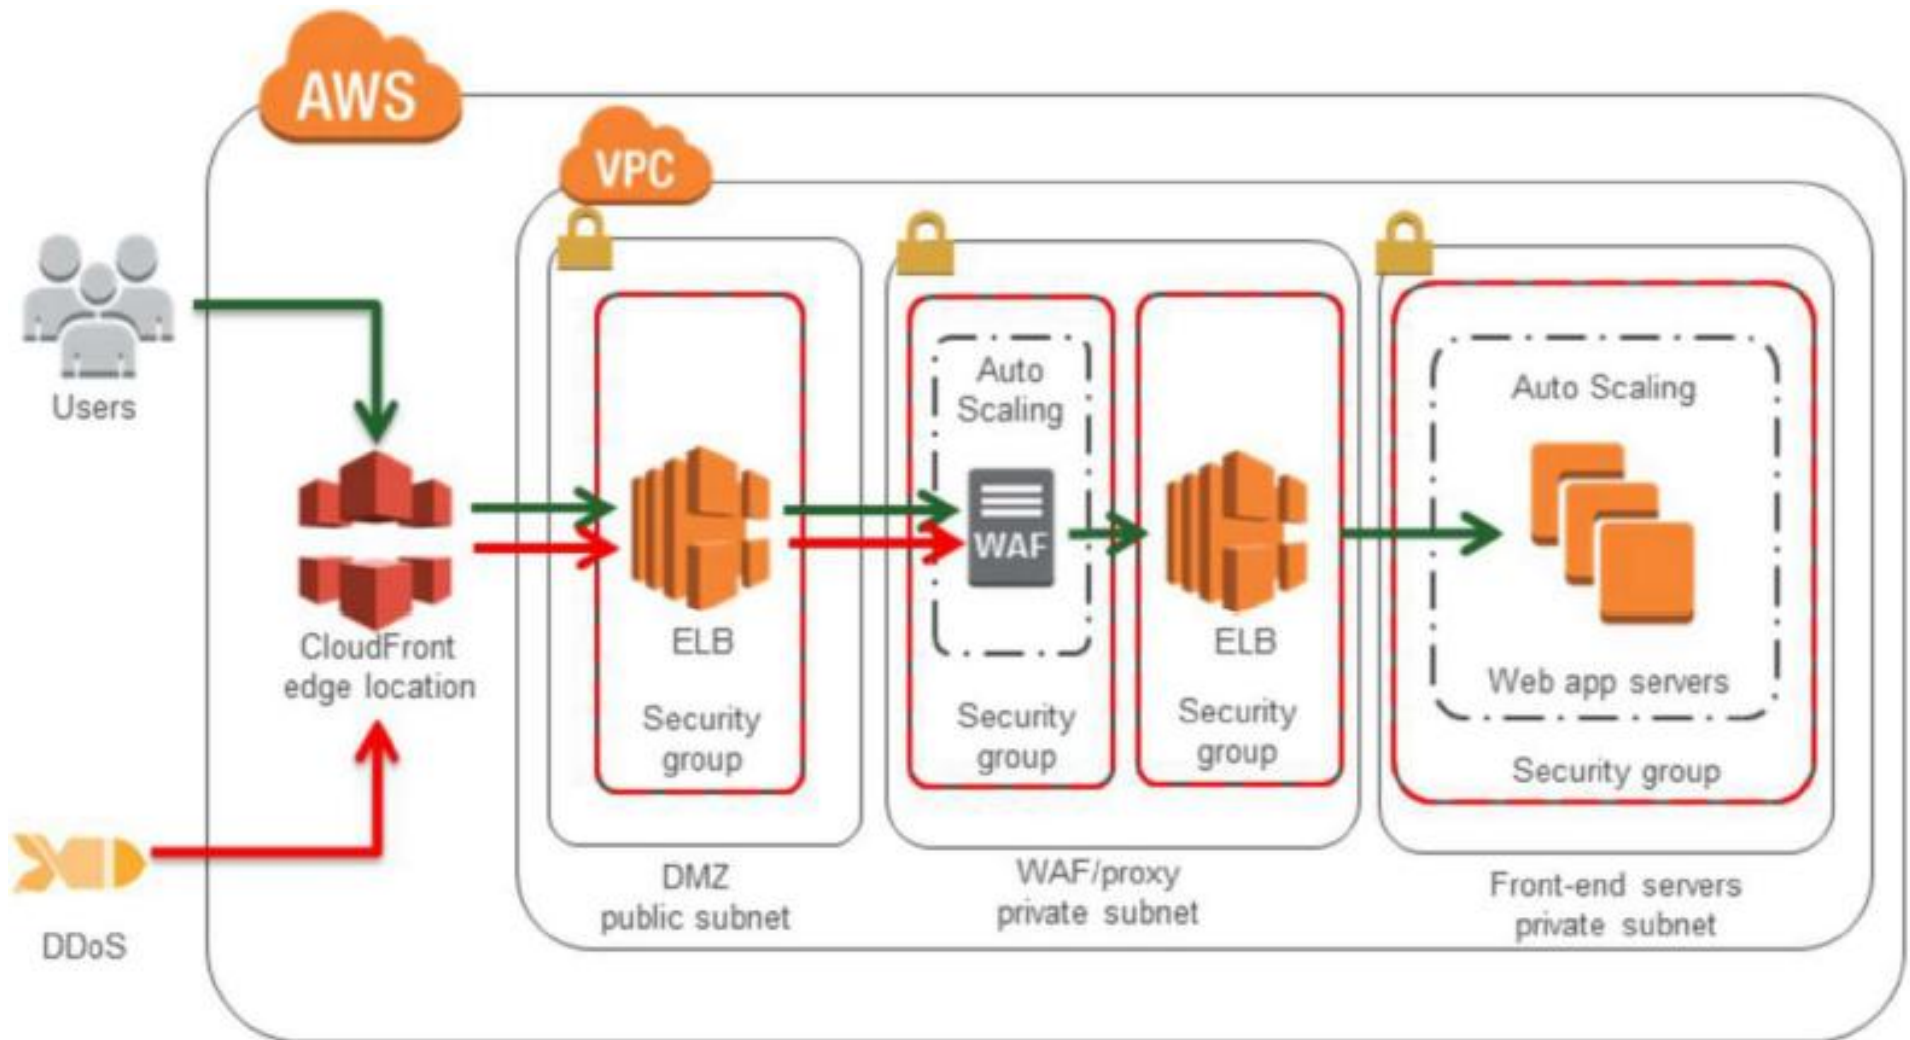 AWS
VPC
Users
CloudFront
edge location
DDoS
ELB
Security
group
DMZ
public subnet
Auto
Scaling
WAF
Security
group
ELB
Security
group
WAF/proxy
private subnet
Auto Scaling
Web app servers
Security group
Front-end servers
private subnet